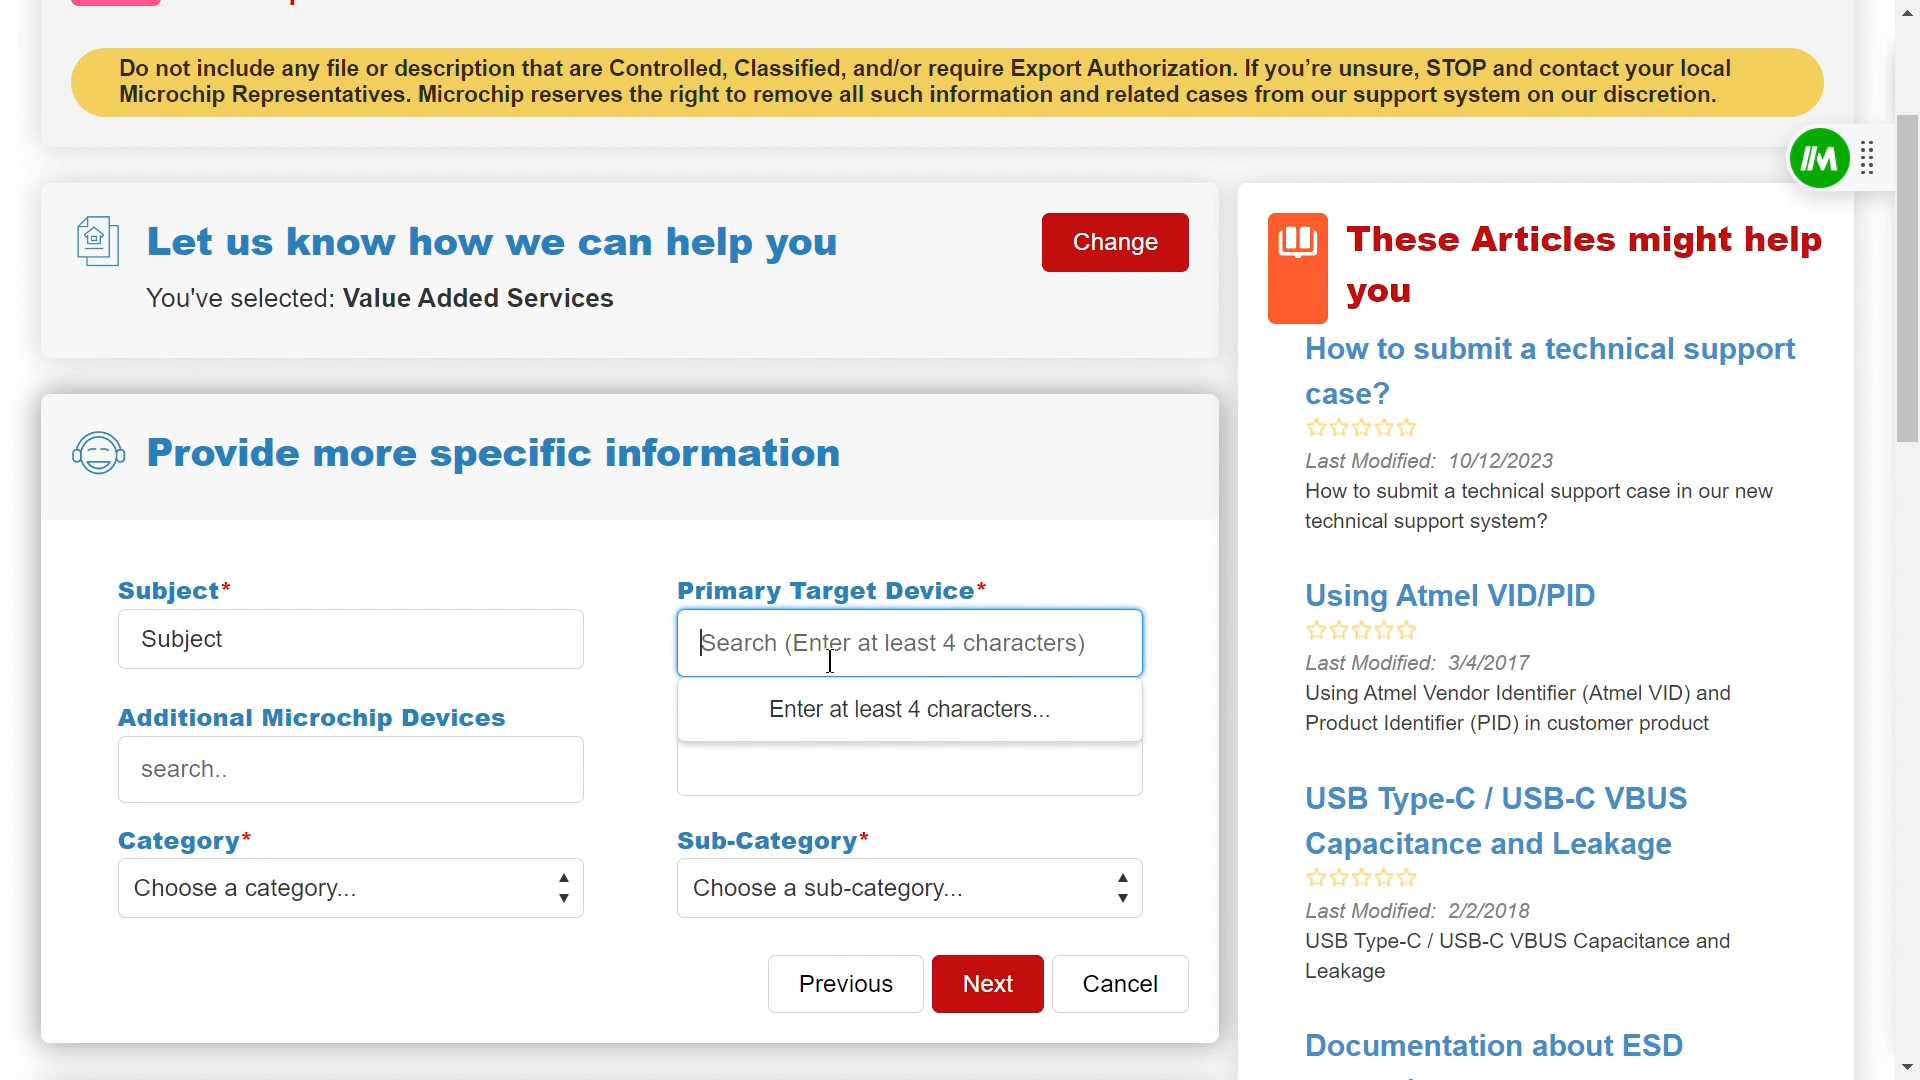 Do not include any file or description that are Controlled, Classified, and/or require Export Authorization. If you’re unsure, STOP and contact your local
Microchip Representatives. Microchip reserves the right to remove all such information and related cases from our support system on our discretion.
Let us know how we can help you
Change
You've selected: Value Added Services
Provide more specific information
Subject*
Primary Target Device*
Subject
Search (Enter at least 4 characters)
Enter at least 4 characters...
Additional Microchip Devices
search..
Category*
Sub-Category*
Choose a category...
Choose a sub-category...
Previous
Next
Cancel
These Articles might help
you
How to submit a technical support
case?
Last Modified: 10/12/2023
How to submit a technical support case in our new
technical support system?
Using Atmel VID/PID
Last Modified: 3/4/2017
Using Atmel Vendor Identifier (Atmel VID) and
Product Identifier (PID) in customer product
USB Type-C / USB-C VBUS
Capacitance and Leakage
Last Modified: 2/2/2018
USB Type-C / USB-C VBUS Capacitance and
Leakage
Documentation about ESD